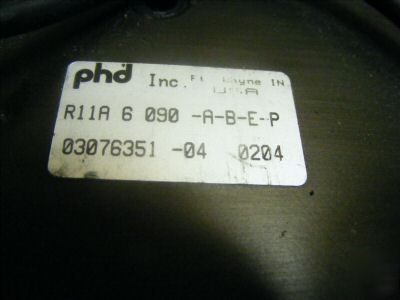 phd Inc. Ft. Wayne IN
USA
R11A 6 090 -A-B-E-P
03076351 -04 0204